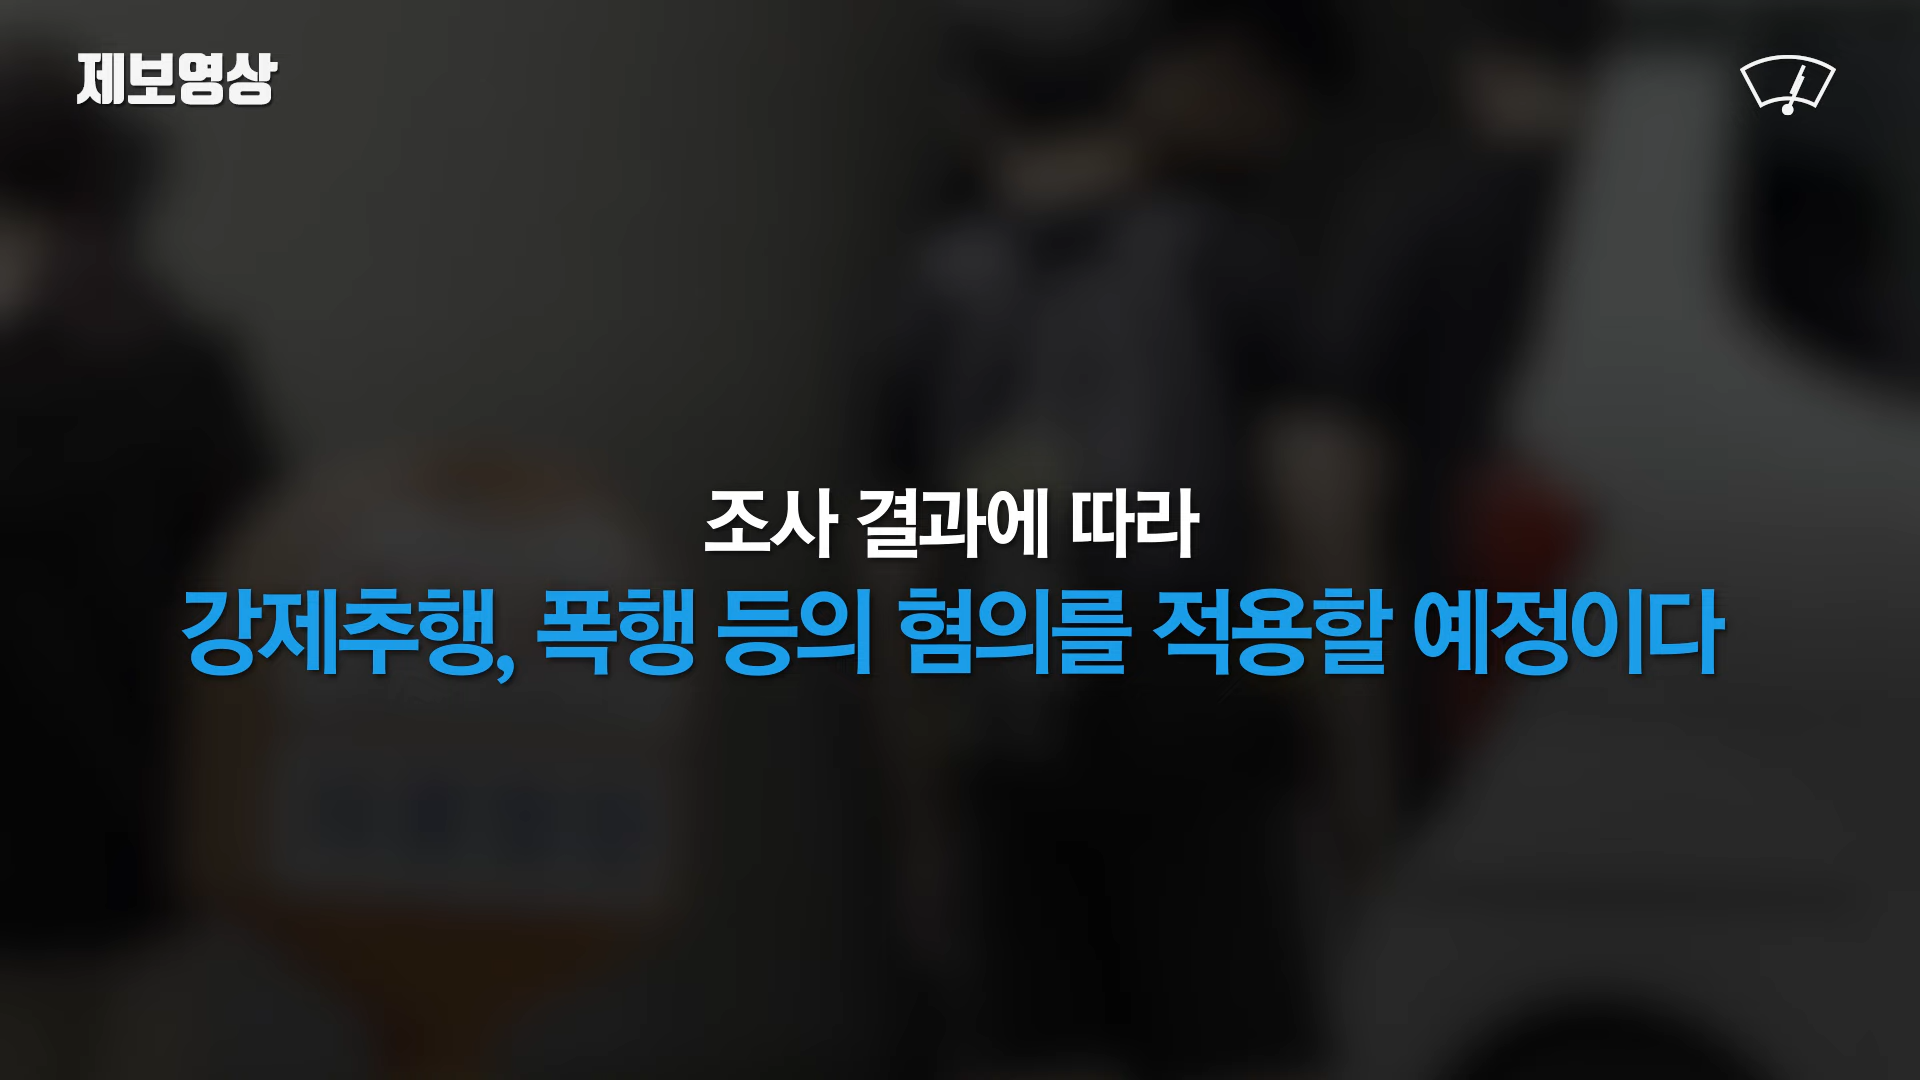 제보영상
조사 결과에 따라
강제추행, 폭행 등의 혐의를 적용할 예정이다